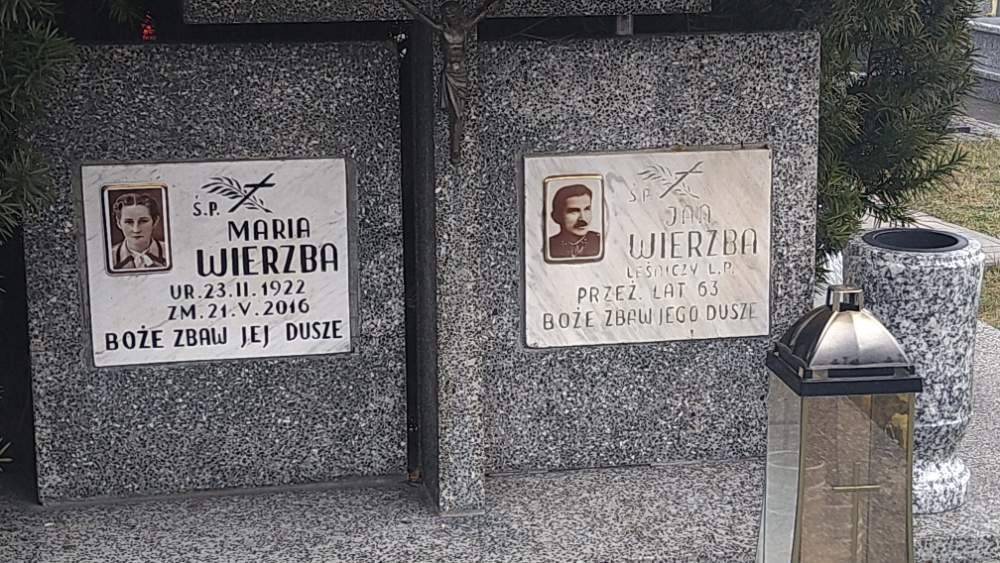 Ś.P.
MARIA
WIERZBA
UR. 23. II. 1922
ZM. 21. V. 2016
BOŻE ZBAW JEJ DUSZE
Ś.P.
JAN
WIERZBA
LEŚNICZY L.P.
PRZEŻ. LAT 63
BOŻE ZBAW JEGO DUSZE